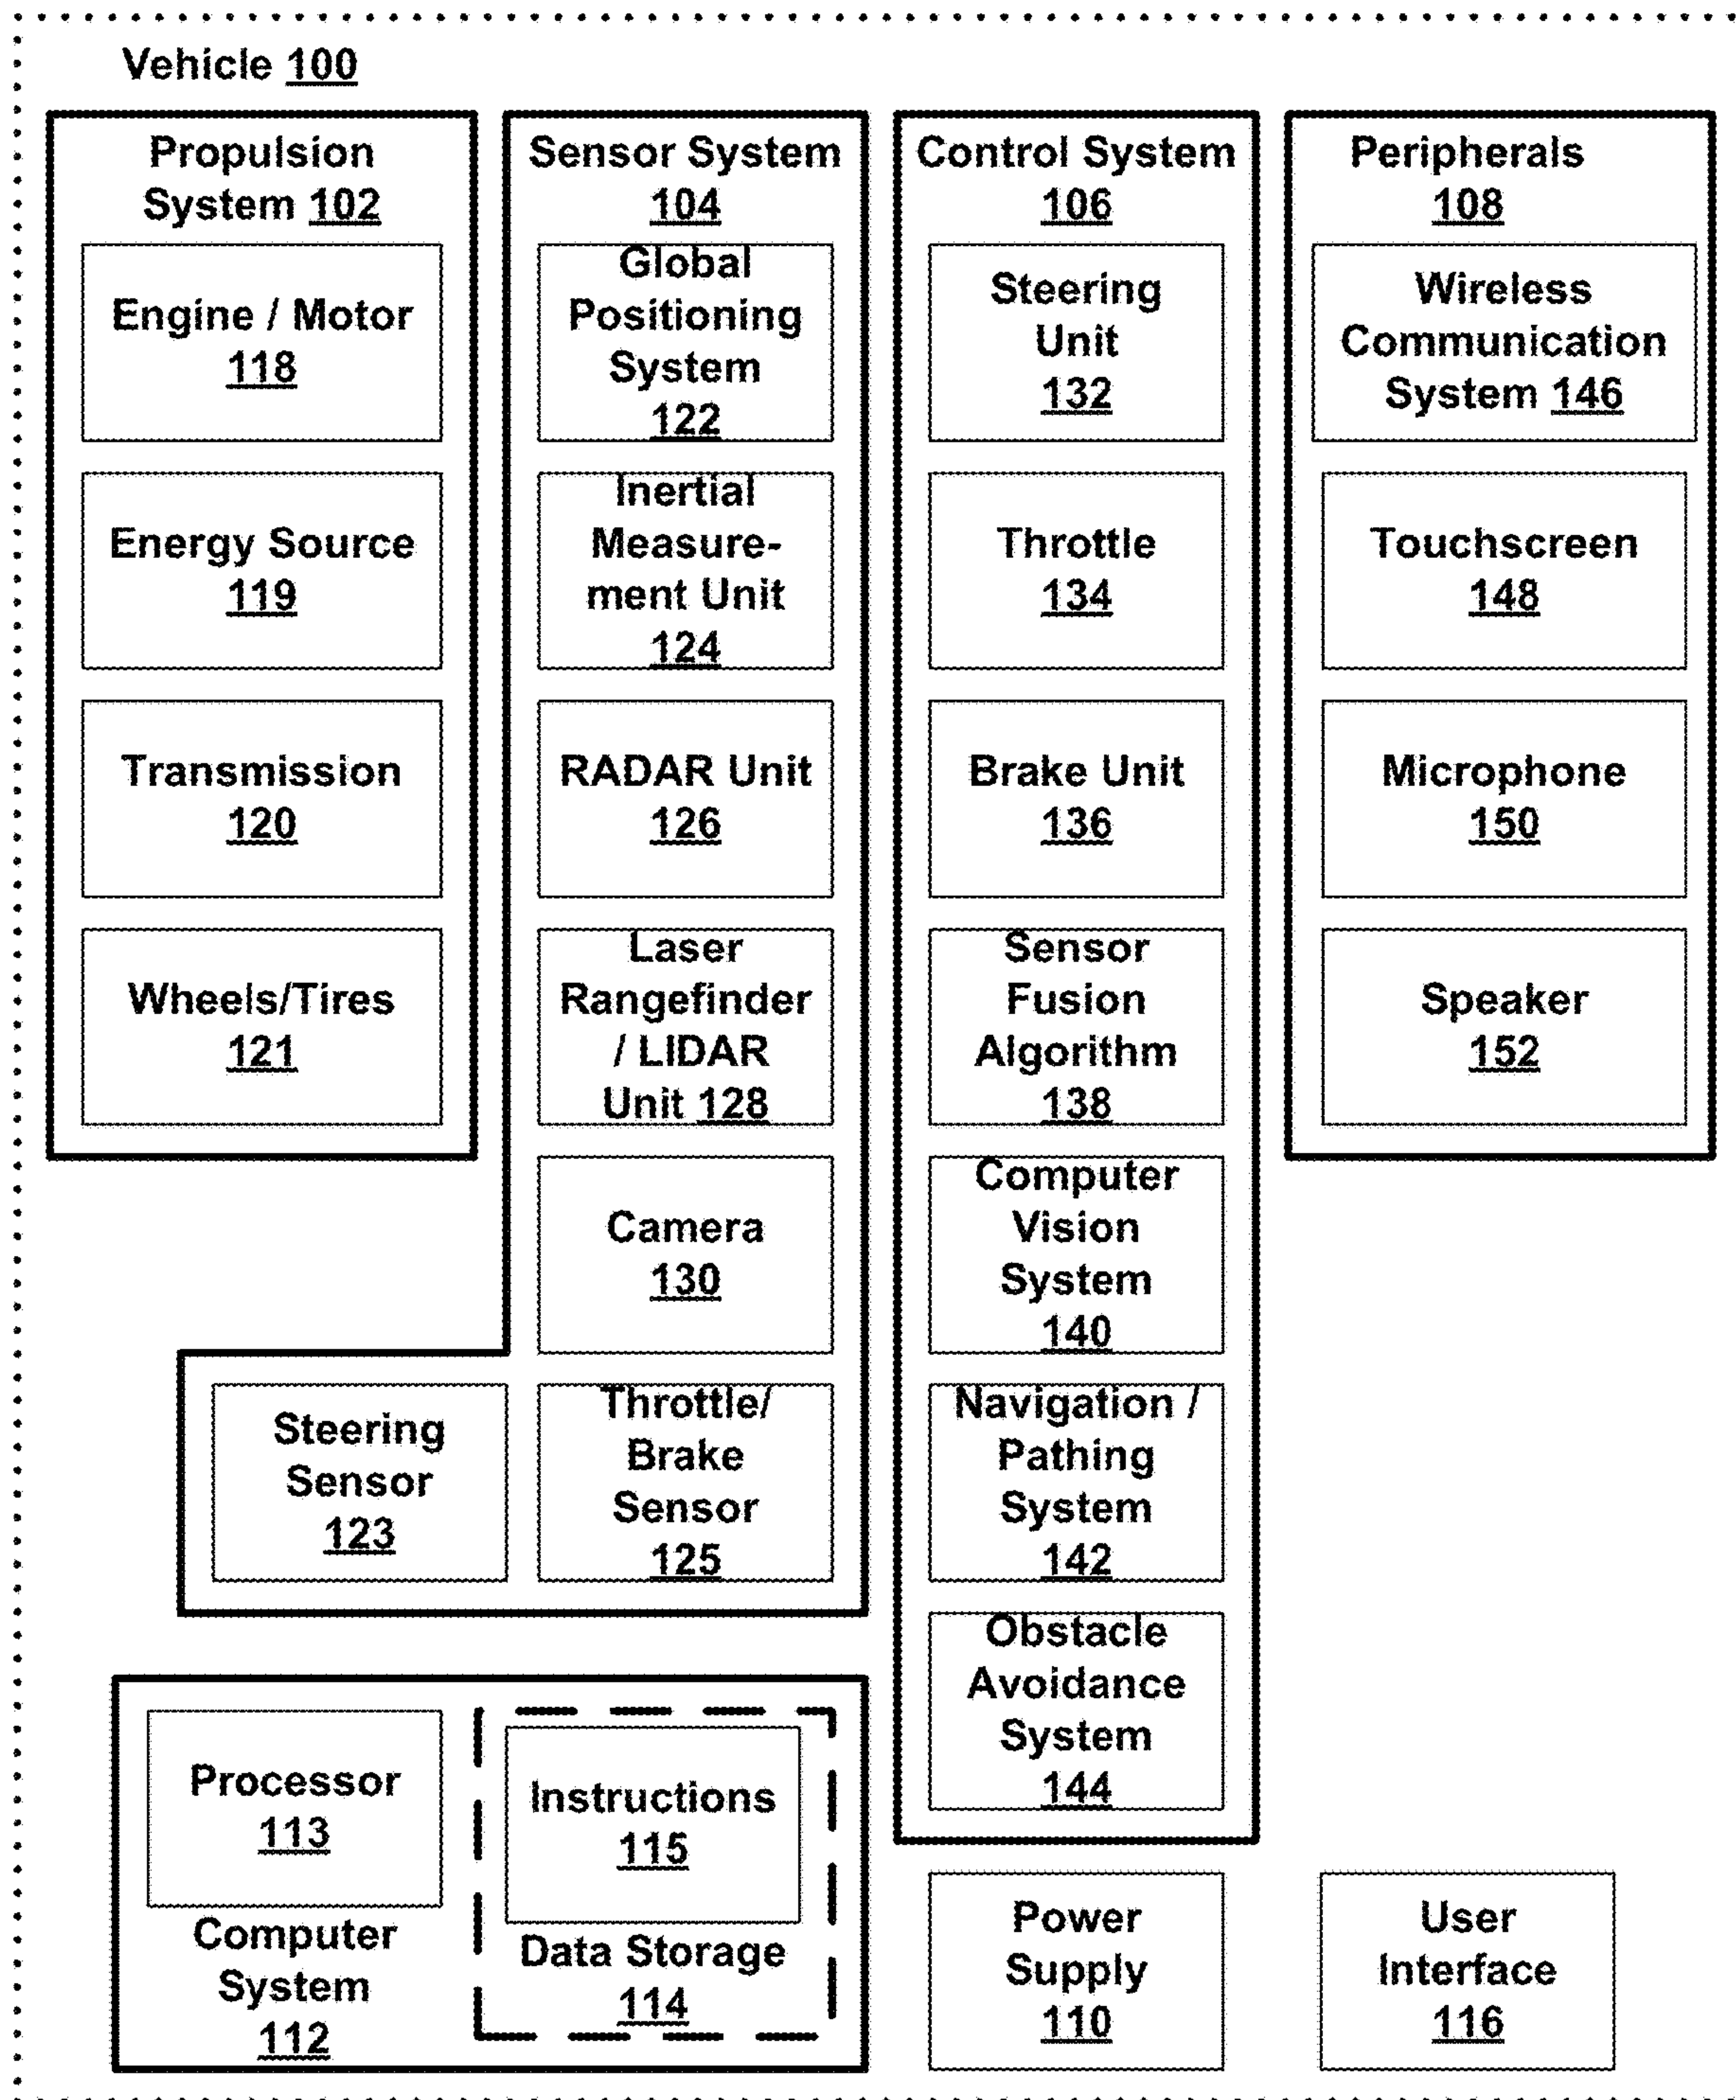 Vehicle 100
Propulsion
System 102
Engine / Motor
118
Energy Source
119
Transmission
120
Wheels/Tires
121
Sensor System
104
Global
Positioning
System
122
Inertial
Measure-
ment Unit
124
RADAR Unit
126
Laser
Rangefinder
/ LIDAR
Unit 128
Camera
130
Steering
Sensor
123
Throttle/
Brake
Sensor
125
Control System
106
Steering
Unit
132
Throttle
134
Brake Unit
136
Sensor
Fusion
Algorithm
138
Computer
Vision
System
140
Navigation /
Pathing
System
142
Obstacle
Avoidance
System
144
Peripherals
108
Wireless
Communication
System 146
Touchscreen
148
Microphone
150
Speaker
152
Processor
113
Computer
System
112
Instructions
115
Data Storage
114
Power
Supply
110
User
Interface
116